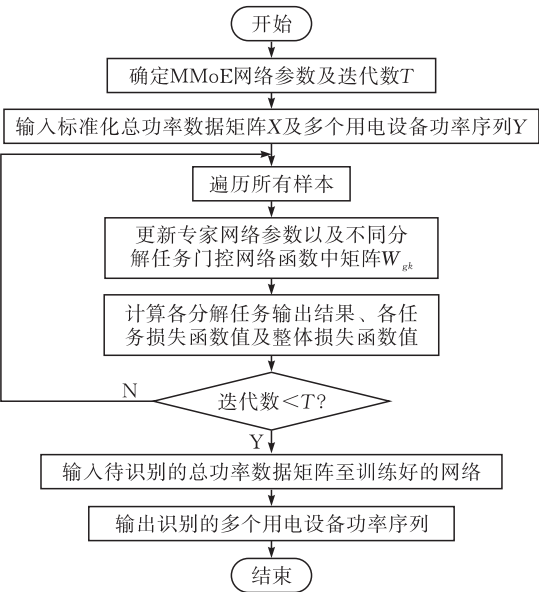 开始
确定MMoE网络参数及迭代数T
输入标准化总功率数据矩阵X及多个用电设备功率序列Y
遍历所有样本
更新专家网络参数以及不同分
解任务门控网络函数中矩阵Wgk
计算各分解任务输出结果、各任
务损失函数值及整体损失函数值
N
迭代数<T?
Y
输入待识别的总功率数据矩阵至训练好的网络
输出识别的多个用电设备功率序列
结束